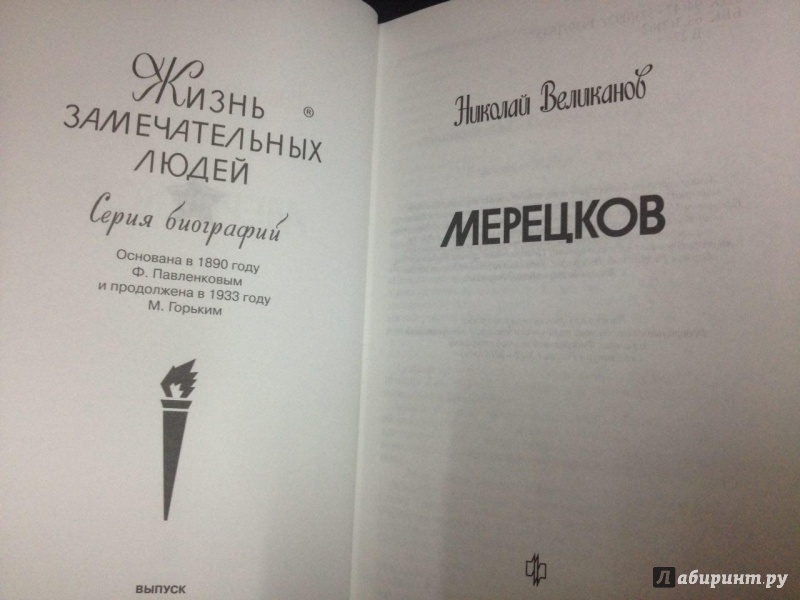 Жизнь ®
ЗАМЕЧАТЕЛЬНЫХ
ЛЮДЕЙ
Серия биографий
Основана в 1890 году
Ф. Павленковым
и продолжена в 1933 году
М. Горьким
ВЫПУСК
Николай Великанов
МЕРЕЦКОВ
Лабиринт.ру